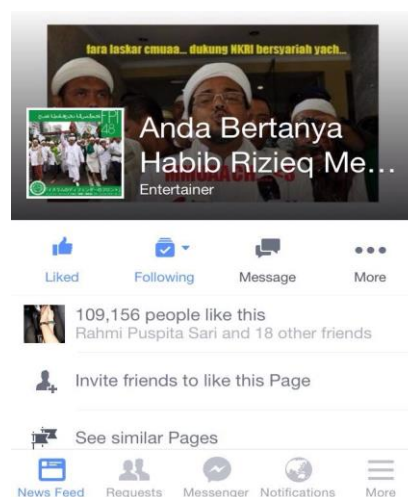 fara laskar cmuaa... dukung NKRI bersyariah yach...
FPI
48
Anda Bertanya
Habib Rizieq Me...
Entertainer
Liked
Following
Message
More
109,156 people like this
Rahmi Puspita Sari and 18 other friends
Invite friends to like this Page
See similar Pages
News Feed
Requests
Messenger
Notifications
More